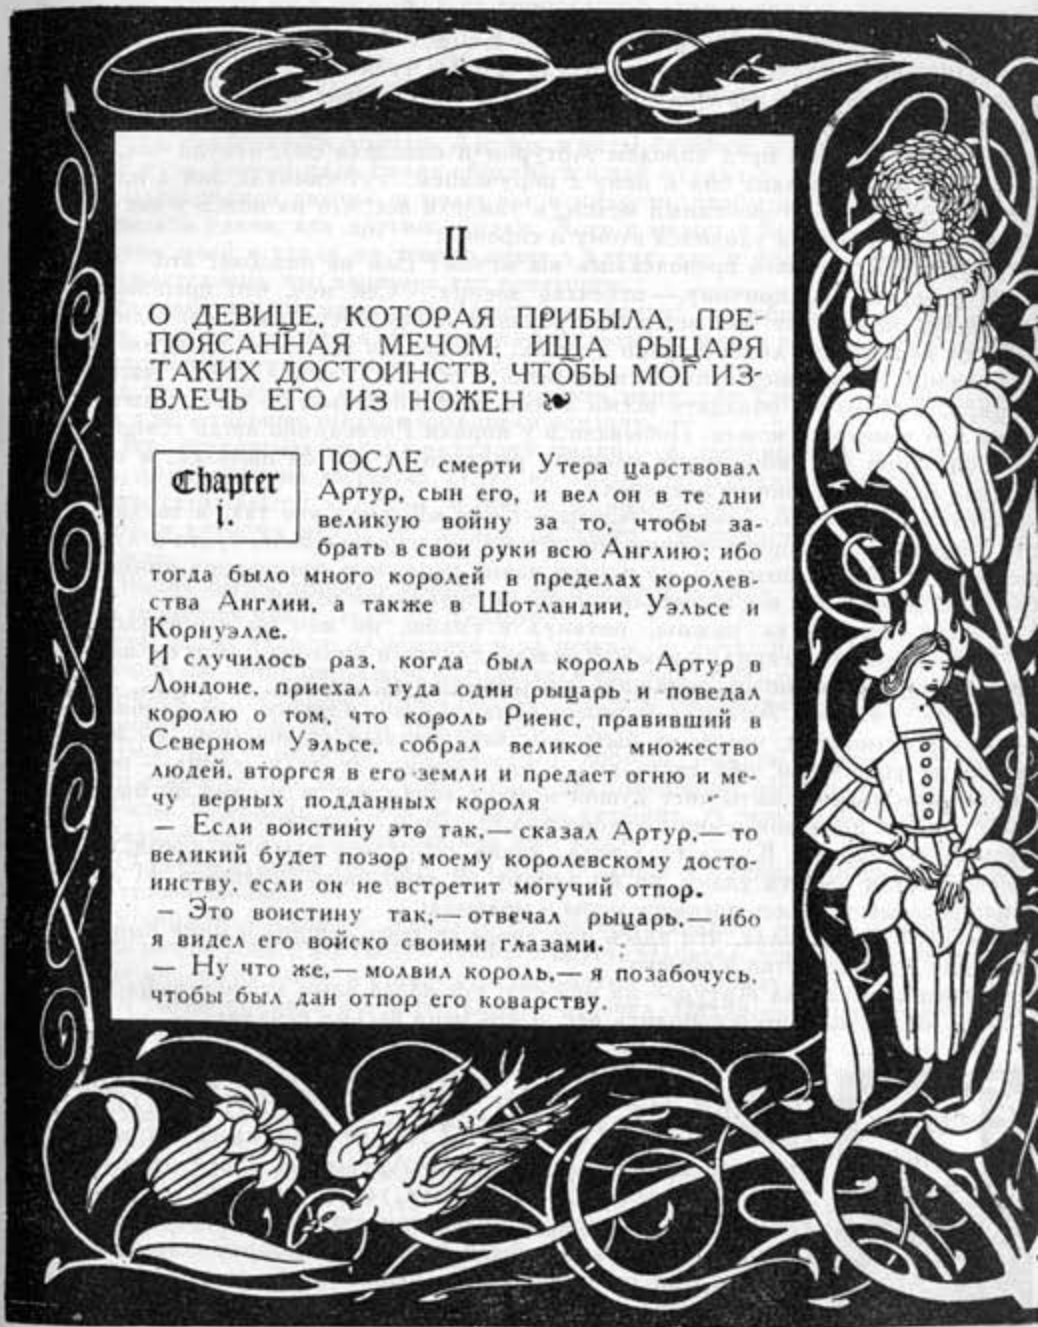 II
О ДЕВИЦЕ, КОТОРАЯ ПРИБЫЛА, ПРЕ-
ПОЯСАННАЯ МЕЧОМ, ИЩА РЫЦАРЯ
ТАКИХ ДОСТОИНСТВ, ЧТОБЫ МОГ ИЗ-
ВЛЕЧЬ ЕГО ИЗ НОЖЕН ❧
Chapter
i.
ПОСЛЕ смерти Утера царствовал
Артур, сын его, и вел он в те дни
великую войну за то, чтобы за-
брать в свои руки всю Англию; ибо
тогда было много королей в пределах королев-
ства Англии, а также в Шотландии, Уэльсе и
Корнуэлле.
И случилось раз, когда был король Артур в
Лондоне, приехал туда один рыцарь и поведал
королю о том, что король Риенс, правивший в
Северном Уэльсе, собрал великое множество
людей, вторгся в его земли и предает огню и ме-
чу верных подданных короля
— Если воистину это так,— сказал Артур,— то
великий будет позор моему королевскому досто-
инству, если он не встретит могучий отпор.
— Это воистину так,— отвечал рыцарь,— ибо
я видел его войско своими глазами.
— Ну что же,— молвил король,— я позабочусь,
чтобы был дан отпор его коварству.